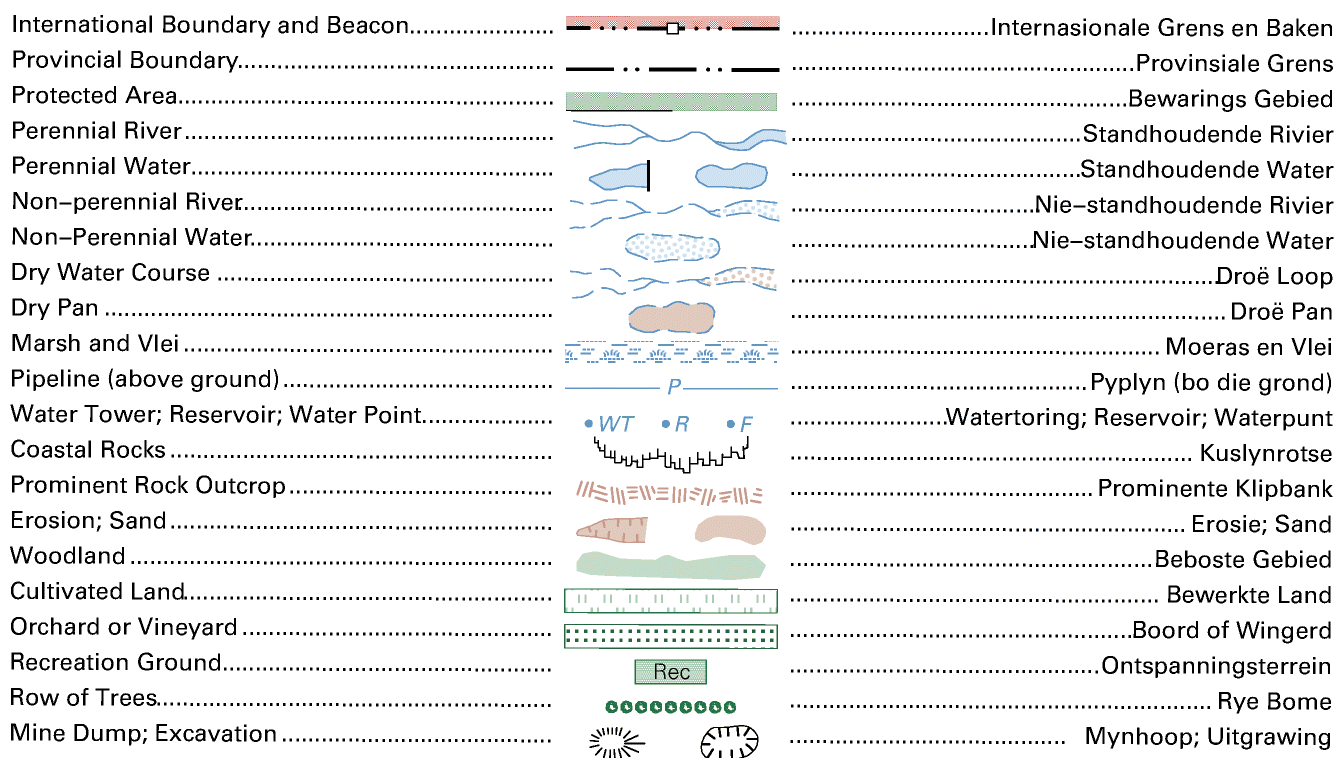 International Boundary and Beacon Internasionale Grens en Baken
Provincial Boundary Provinsiale Grens
Protected Area Bewarings Gebied
Perennial River Standhoudende Rivier
Perennial Water Standhoudende Water
Non–perennial River Nie–standhoudende Rivier
Non–Perennial Water Nie–standhoudende Water
Dry Water Course Droë Loop
Dry Pan Droë Pan
Marsh and Vlei Moeras en Vlei
Pipeline (above ground) P Pyplyn (bo die grond)
Water Tower; Reservoir; Water Point WT R F Watertoring; Reservoir; Waterpunt
Coastal Rocks Kuslynrotse
Prominent Rock Outcrop Prominente Klipbank
Erosion; Sand Erosie; Sand
Woodland Beboste Gebied
Cultivated Land Bewerkte Land
Orchard or Vineyard Boord of Wingerd
Recreation Ground Rec Ontspanningsterrein
Row of Trees Rye Bome
Mine Dump; Excavation Mynhoop; Uitgrawing